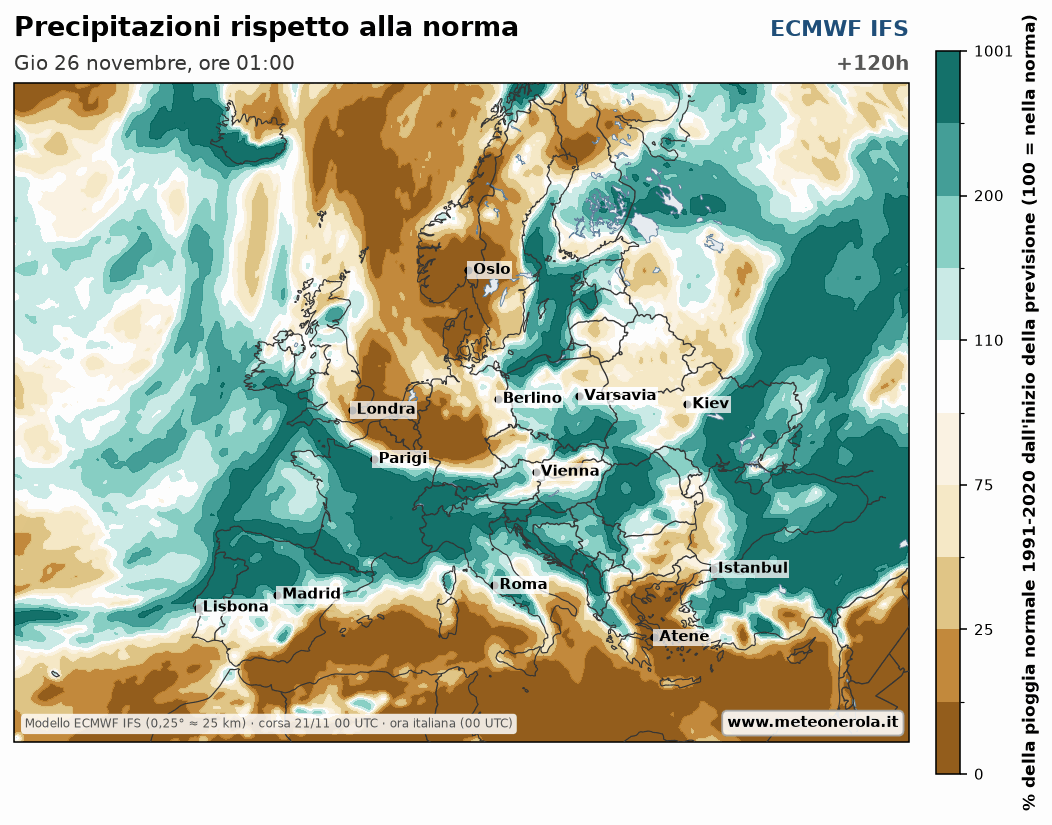 Precipitazioni rispetto alla norma
ECMWF IFS
Gio 26 novembre, ore 01:00
+120h
Oslo
Londra
Berlino
Varsavia
Kiev
Parigi
Vienna
Istanbul
Roma
Madrid
Lisbona
Atene
Modello ECMWF IFS (0,25° ≈ 25 km) · corsa 21/11 00 UTC · ora italiana (00 UTC)
www.meteonerola.it
1001
200
110
75
25
0
% della pioggia normale 1991-2020 dall'inizio della previsione (100 = nella norma)